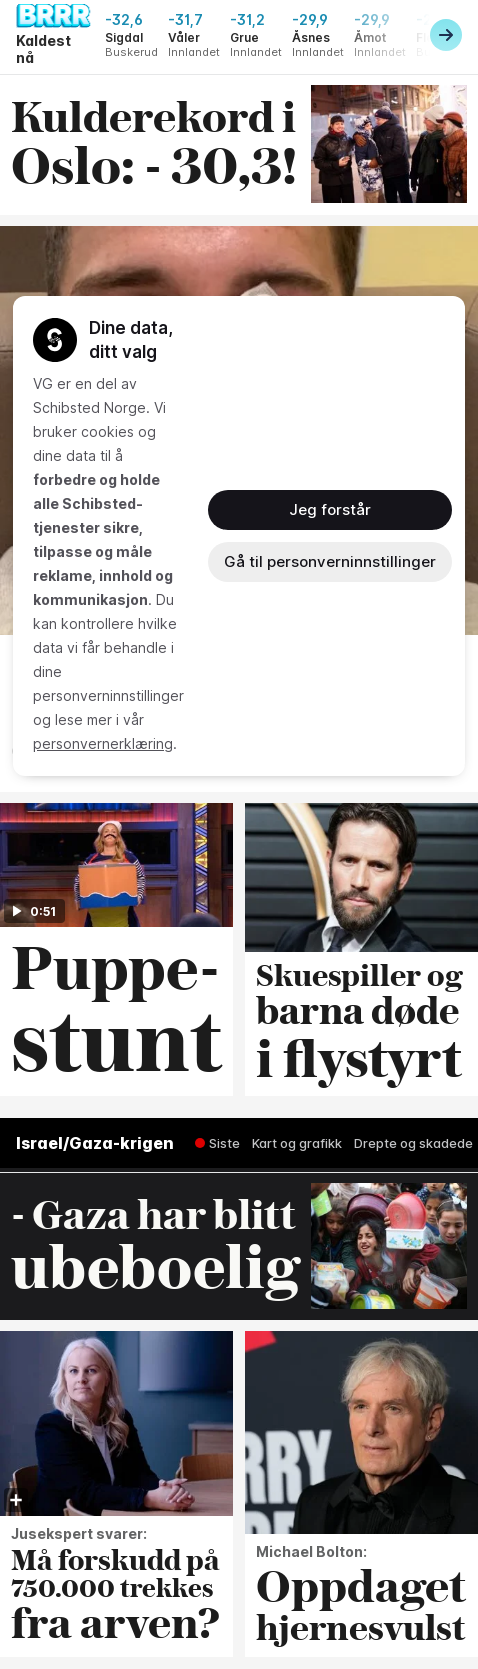 BRRR
Kaldest
nå
-32,6
Sigdal
Buskerud
-31,7
Våler
Innlandet
-31,2
Grue
Innlandet
-29,9
Åsnes
Innlandet
-29,9
Åmot
Innlandet
Kulderekord i
Oslo: - 30,3!
Dine data,
ditt valg
VG er en del av
Schibsted Norge. Vi
bruker cookies og
dine data til å
forbedre og holde
alle Schibsted-
tjenester sikre,
tilpasse og måle
reklame, innhold og
kommunikasjon. Du
kan kontrollere hvilke
data vi får behandle i
dine
personverninnstillinger
og lese mer i vår
personvernerklæring.
Jeg forstår
Gå til personverninnstillinger
0:51
Puppe-
stunt
Skuespiller og
barna døde
i flystyrt
Israel/Gaza-krigen
Siste Kart og grafikk Drepte og skadede
- Gaza har blitt
ubeboelig
Jusekspert svarer:
Må forskudd på
750.000 trekkes
fra arven?
Michael Bolton:
Oppdaget
hjernesvulst